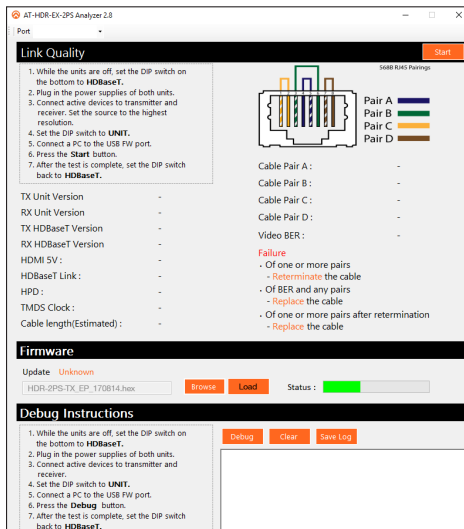 AT-HDR-EX-2PS Analyzer 2.8
Port
Link Quality
Start
1. While the units are off, set the DIP switch on
the bottom to HDBaseT.
2. Plug in the power supplies of both units.
3. Connect active devices to transmitter and
receiver. Set the source to the highest
resolution.
4. Set the DIP switch to UNIT.
5. Connect a PC to the USB FW port.
6. Press the Start button.
7. After the test is complete, set the DIP switch
back to HDBaseT.
568B RJ45 Pairings
Pair A
Pair B
Pair C
Pair D
TX Unit Version -
RX Unit Version -
TX HDBaseT Version -
RX HDBaseT Version -
HDMI 5V : -
HDBaseT Link : -
HPD : -
TMDS Clock : -
Cable length(Estimated) : -
Cable Pair A : -
Cable Pair B : -
Cable Pair C : -
Cable Pair D : -
Video BER : -
Failure
· Of one or more pairs
- Reterminate the cable
· Of BER and any pairs
- Replace the cable
· Of one or more pairs after retermination
- Replace the cable
Firmware
Update Unknown
HDR-2PS-TX_EP_170814.hex
Browse
Load
Status :
Debug Instructions
1. While the units are off, set the DIP switch on
the bottom to HDBaseT.
2. Plug in the power supplies of both units.
3. Connect active devices to transmitter and
receiver.
4. Set the DIP switch to UNIT.
5. Connect a PC to the USB FW port.
6. Press the Debug button.
7. After the test is complete, set the DIP switch
back to HDBaseT.
Debug
Clear
Save Log